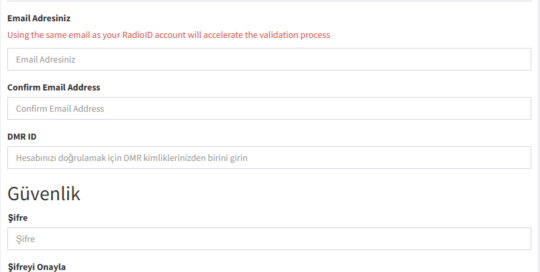 Email Adresiniz
Using the same email as your RadioID account will accelerate the validation process
Email Adresiniz
Confirm Email Address
Confirm Email Address
DMR ID
Hesabınızı doğrulamak için DMR kimliklerinizden birini girin
Güvenlik
Şifre
Şifre
Şifreyi Onayla